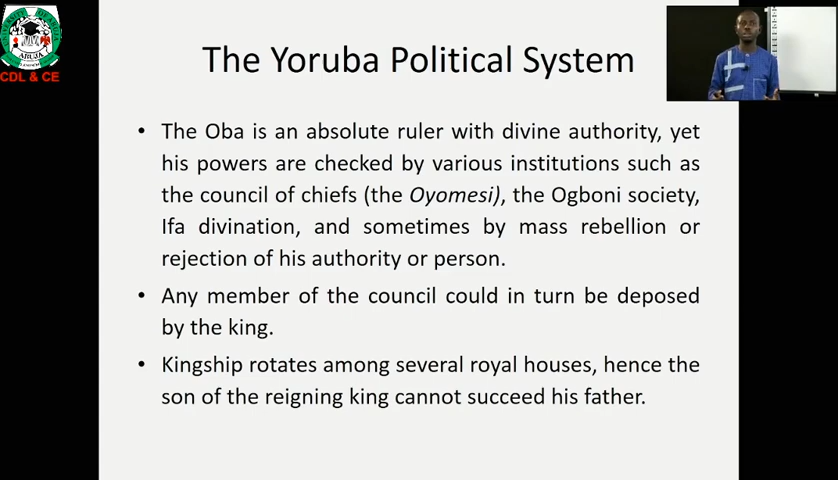 UNIVERSITY OF ABUJA
ABUJA
CDL & CE
The Yoruba Political System
• The Oba is an absolute ruler with divine authority, yet
his powers are checked by various institutions such as
the council of chiefs (the Oyomesi), the Ogboni society,
Ifa divination, and sometimes by mass rebellion or
rejection of his authority or person.
• Any member of the council could in turn be deposed
by the king.
• Kingship rotates among several royal houses, hence the
son of the reigning king cannot succeed his father.